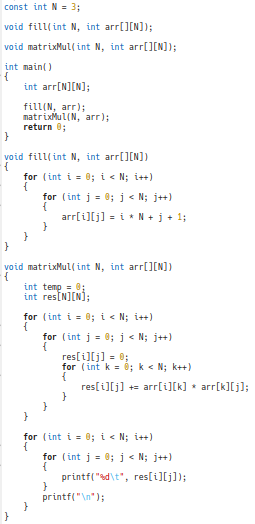 const int N = 3;
void fill(int N, int arr[][N]);
void matrixMul(int N, int arr[][N]);
int main()
{
    int arr[N][N];
    fill(N, arr);
    matrixMul(N, arr);
    return 0;
}
void fill(int N, int arr[][N])
{
    for (int i = 0; i < N; i++)
    {
        for (int j = 0; j < N; j++)
        {
            arr[i][j] = i * N + j + 1;
        }
    }
}
void matrixMul(int N, int arr[][N])
{
    int temp = 0;
    int res[N][N];
    for (int i = 0; i < N; i++)
    {
        for (int j = 0; j < N; j++)
        {
            res[i][j] = 0;
            for (int k = 0; k < N; k++)
            {
                res[i][j] += arr[i][k] * arr[k][j];
            }
        }
    }
    for (int i = 0; i < N; i++)
    {
        for (int j = 0; j < N; j++)
        {
            printf("%d\t", res[i][j]);
        }
        printf("\n");
    }
}